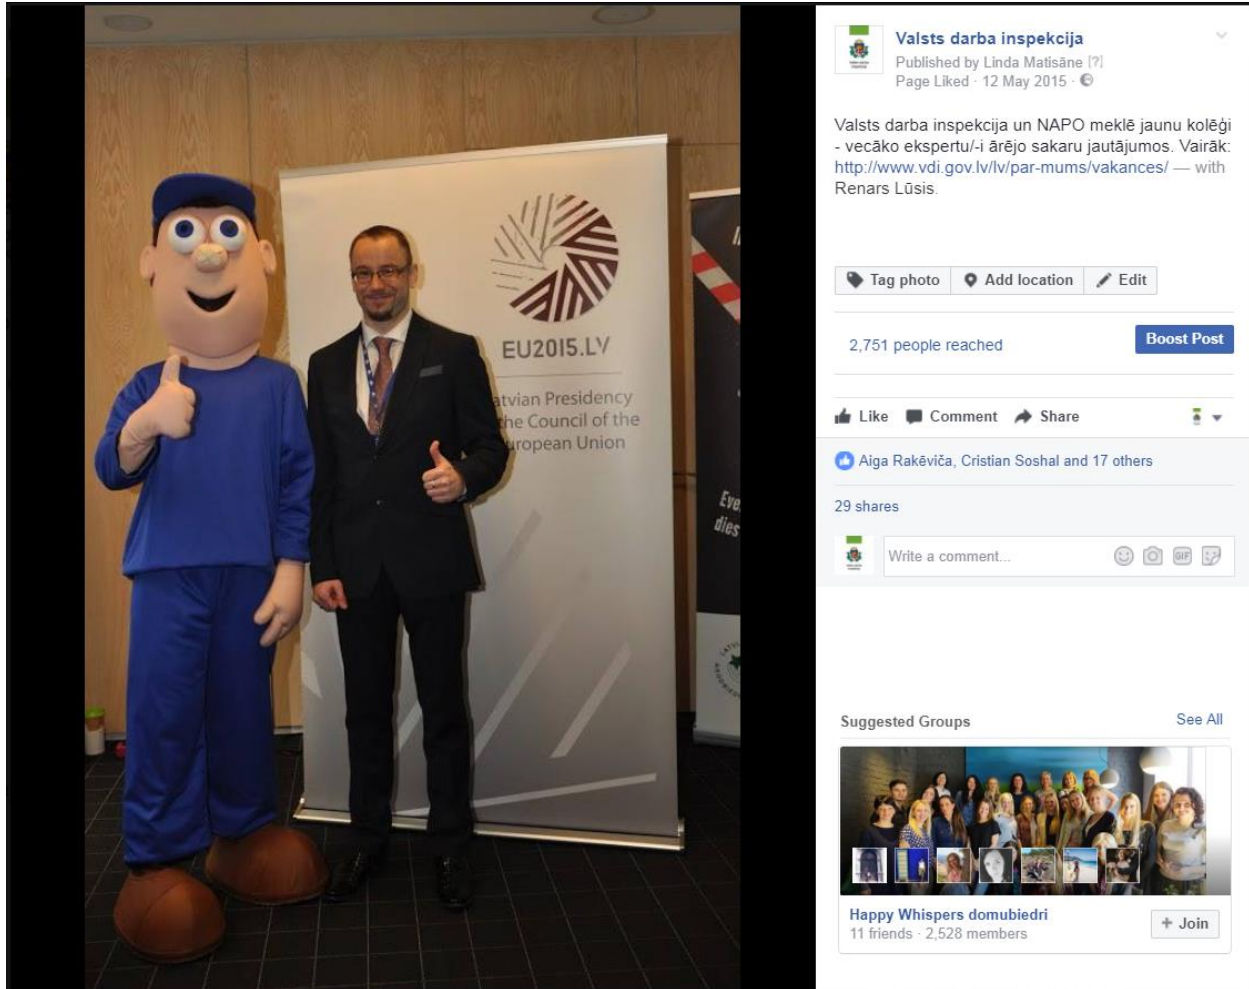 EU2015.LV
atvian Presidency
the Council of the
uropean Union
Eve
dies
Valsts darba inspekcija
Published by Linda Matisāne [?]
Page Liked · 12 May 2015 ·
Valsts darba inspekcija un NAPO meklē jaunu kolēģi
- vecāko ekspertu/-i ārējo sakaru jautājumos. Vairāk:
http://www.vdi.gov.lv/lv/par-mums/vakances/ — with
Renars Lūsis.
Tag photo Add location Edit
2,751 people reached Boost Post
Like Comment Share
Aiga Rakēviča, Cristian Soshal and 17 others
29 shares
Write a comment... GIF
Suggested Groups See All
Happy Whispers domubiedri
11 friends · 2,528 members
+ Join